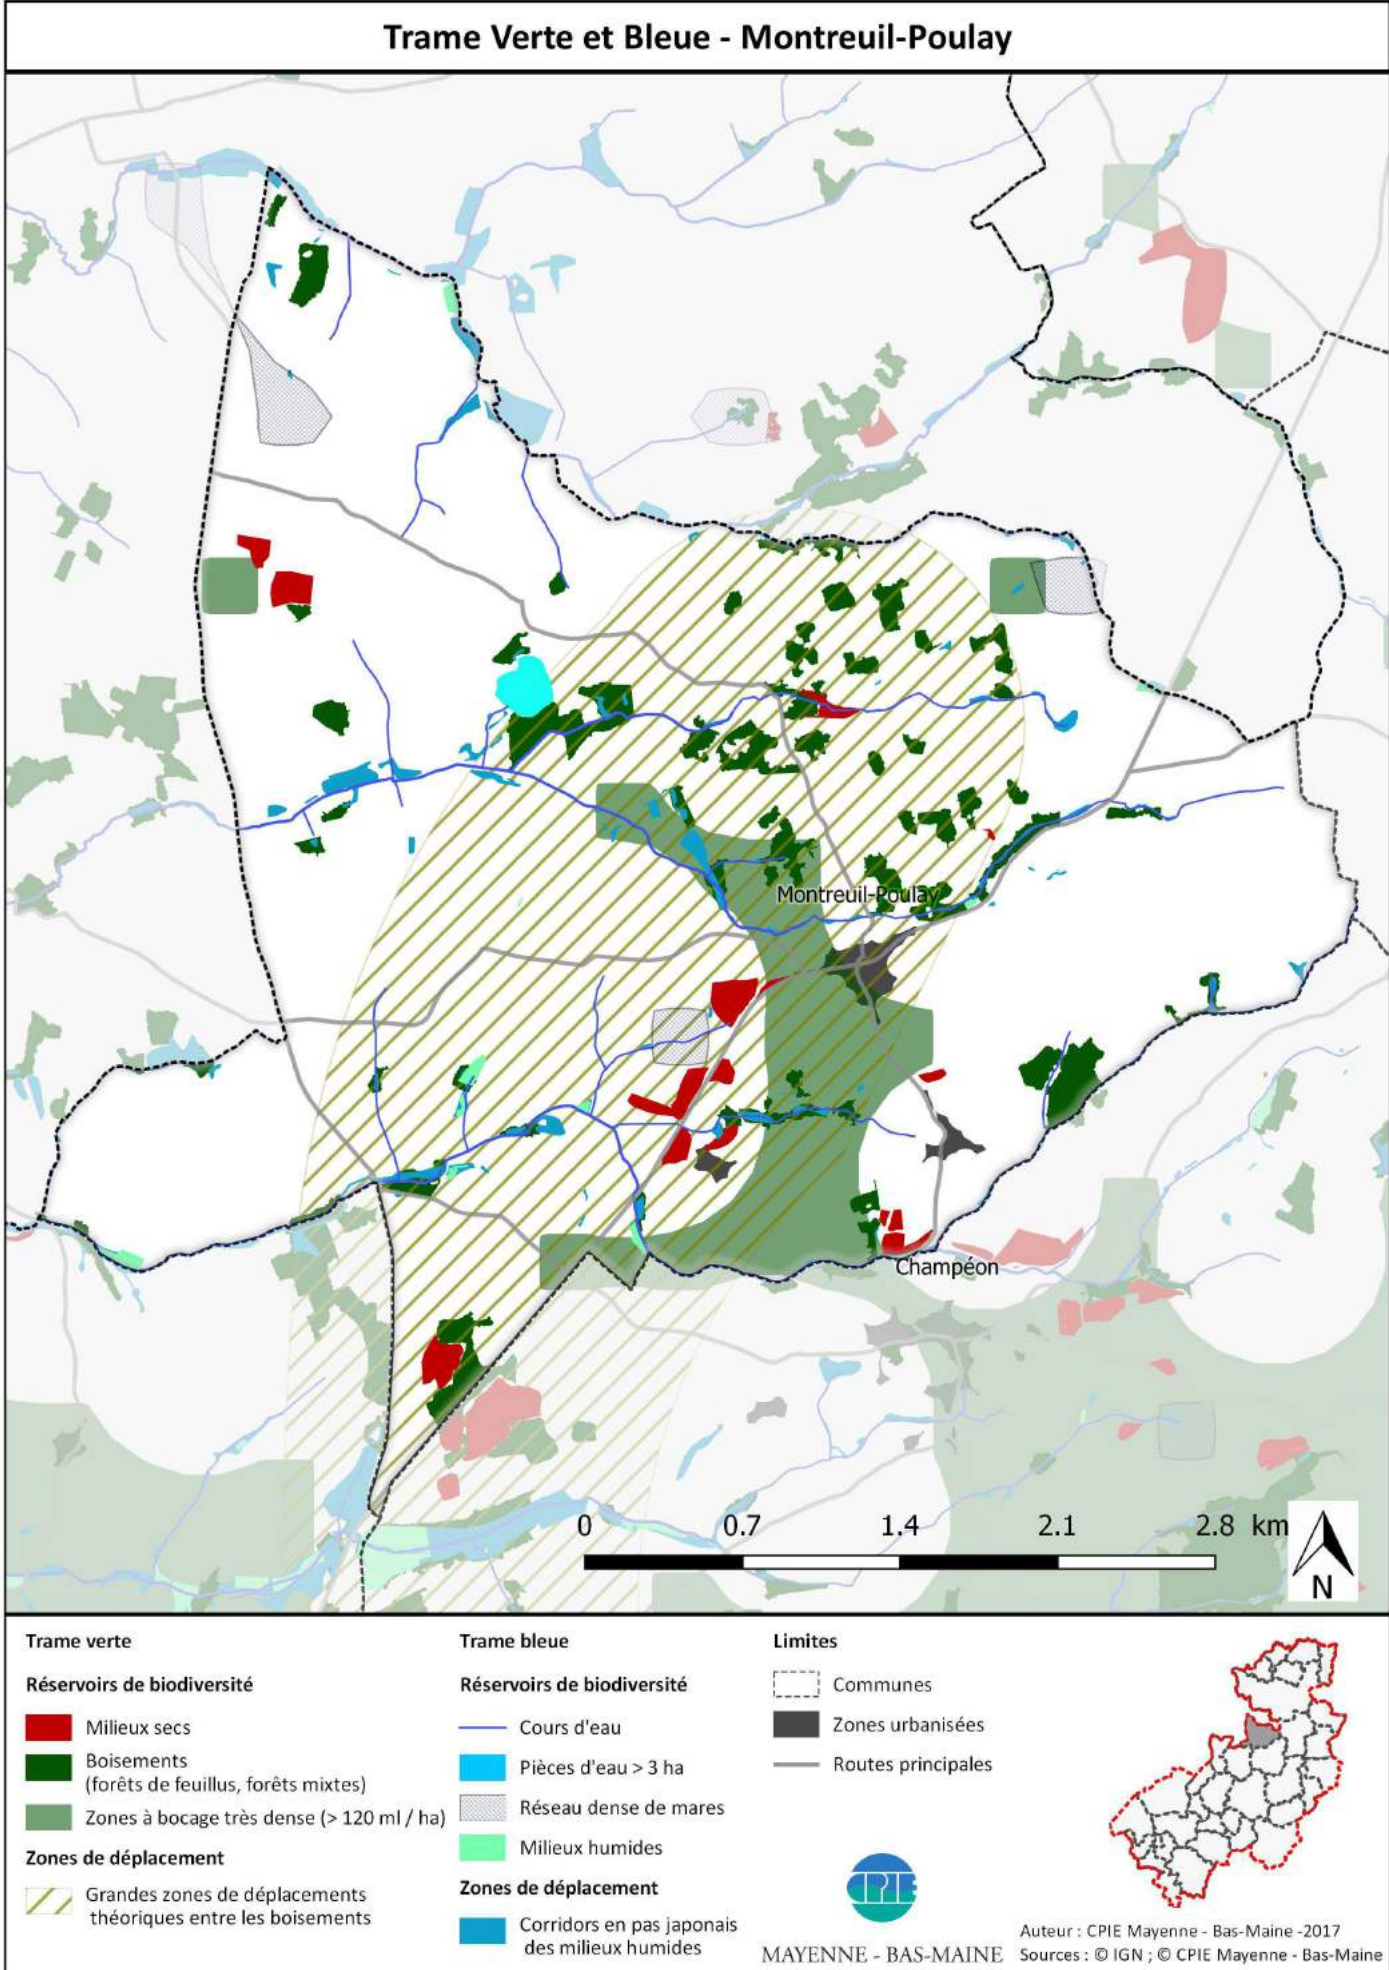 Trame Verte et Bleue - Montreuil-Poulay
Montreuil-Poulay
Champéon
0 0.7 1.4 2.1 2.8 km
N
Trame verte
Réservoirs de biodiversité
Milieux secs
Boisements
(forêts de feuillus, forêts mixtes)
Zones à bocage très dense (> 120 ml / ha)
Zones de déplacement
Grandes zones de déplacements
théoriques entre les boisements
Trame bleue
Réservoirs de biodiversité
Cours d'eau
Pièces d'eau > 3 ha
Réseau dense de mares
Milieux humides
Zones de déplacement
Corridors en pas japonais
des milieux humides
Limites
Communes
Zones urbanisées
Routes principales
CPIE
MAYENNE - BAS-MAINE
Auteur : CPIE Mayenne - Bas-Maine -2017
Sources : © IGN ; © CPIE Mayenne - Bas-Maine